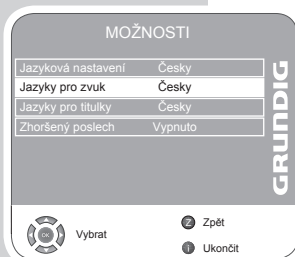 MOŽNOSTI
Jazyková nastavení Česky
Jazyky pro zvuk Česky
Jazyky pro titulky Česky
Zhoršený poslech Vypnuto
GRUNDIG
OK Vybrat
Z Zpět
i Ukončit